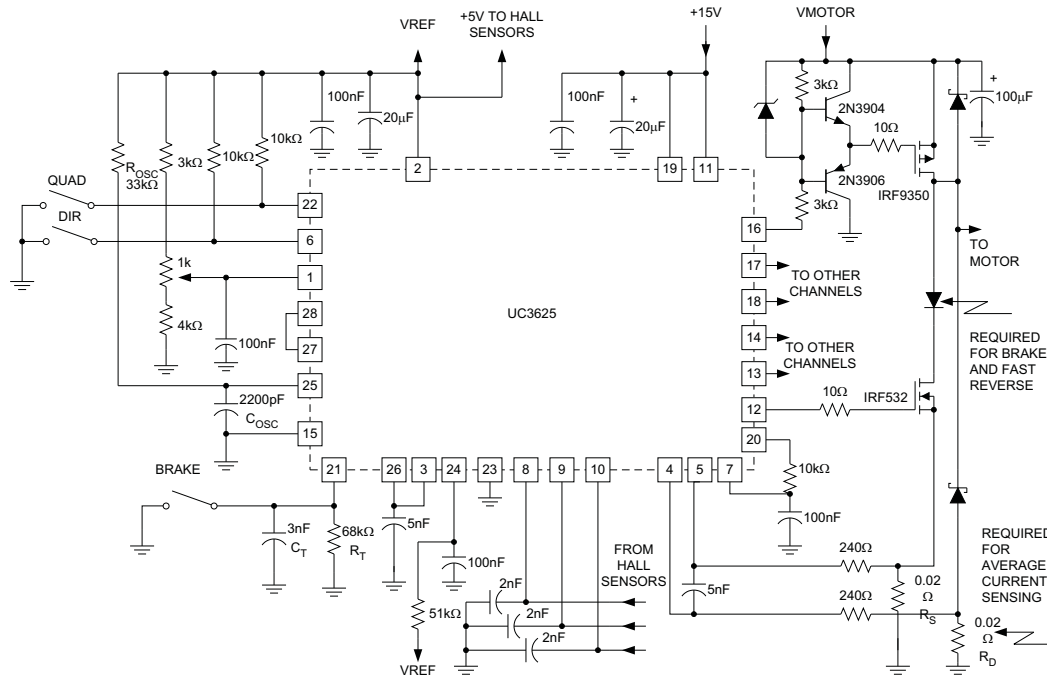 VREF
+5V TO HALL
SENSORS
+15V
VMOTOR
100nF
+
20µF
100nF
+
20µF
3kΩ
2N3904
+
100µF
10Ω
2N3906
IRF9350
3kΩ
ROSC
33kΩ
3kΩ
10kΩ
10kΩ
QUAD
DIR
2
19
11
22
6
1
28
27
25
15
1k
4kΩ
100nF
2200pF
COSC
UC3625
16
17
18
14
13
12
20
TO OTHER
CHANNELS
TO OTHER
CHANNELS
TO
MOTOR
REQUIRED
FOR BRAKE
AND FAST
REVERSE
10Ω
IRF532
21
26
3
24
23
8
9
10
4
5
7
10kΩ
100nF
BRAKE
3nF
CT
68kΩ
RT
5nF
100nF
51kΩ
VREF
2nF
2nF
2nF
FROM
HALL
SENSORS
5nF
240Ω
240Ω
0.02
Ω
RS
0.02
Ω
RD
REQUIRED
FOR
AVERAGE
CURRENT
SENSING